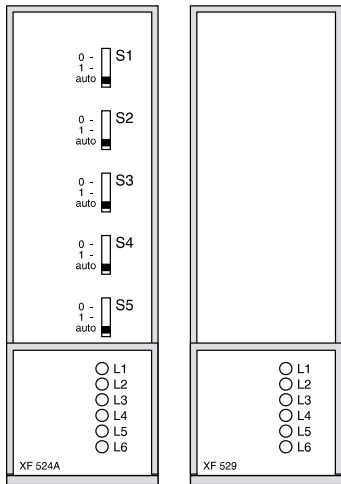 S1
0 -
1 -
auto
S2
0 -
1 -
auto
S3
0 -
1 -
auto
S4
0 -
1 -
auto
S5
0 -
1 -
auto
L1
L2
L3
L4
L5
L6
XF 524A
L1
L2
L3
L4
L5
L6
XF 529